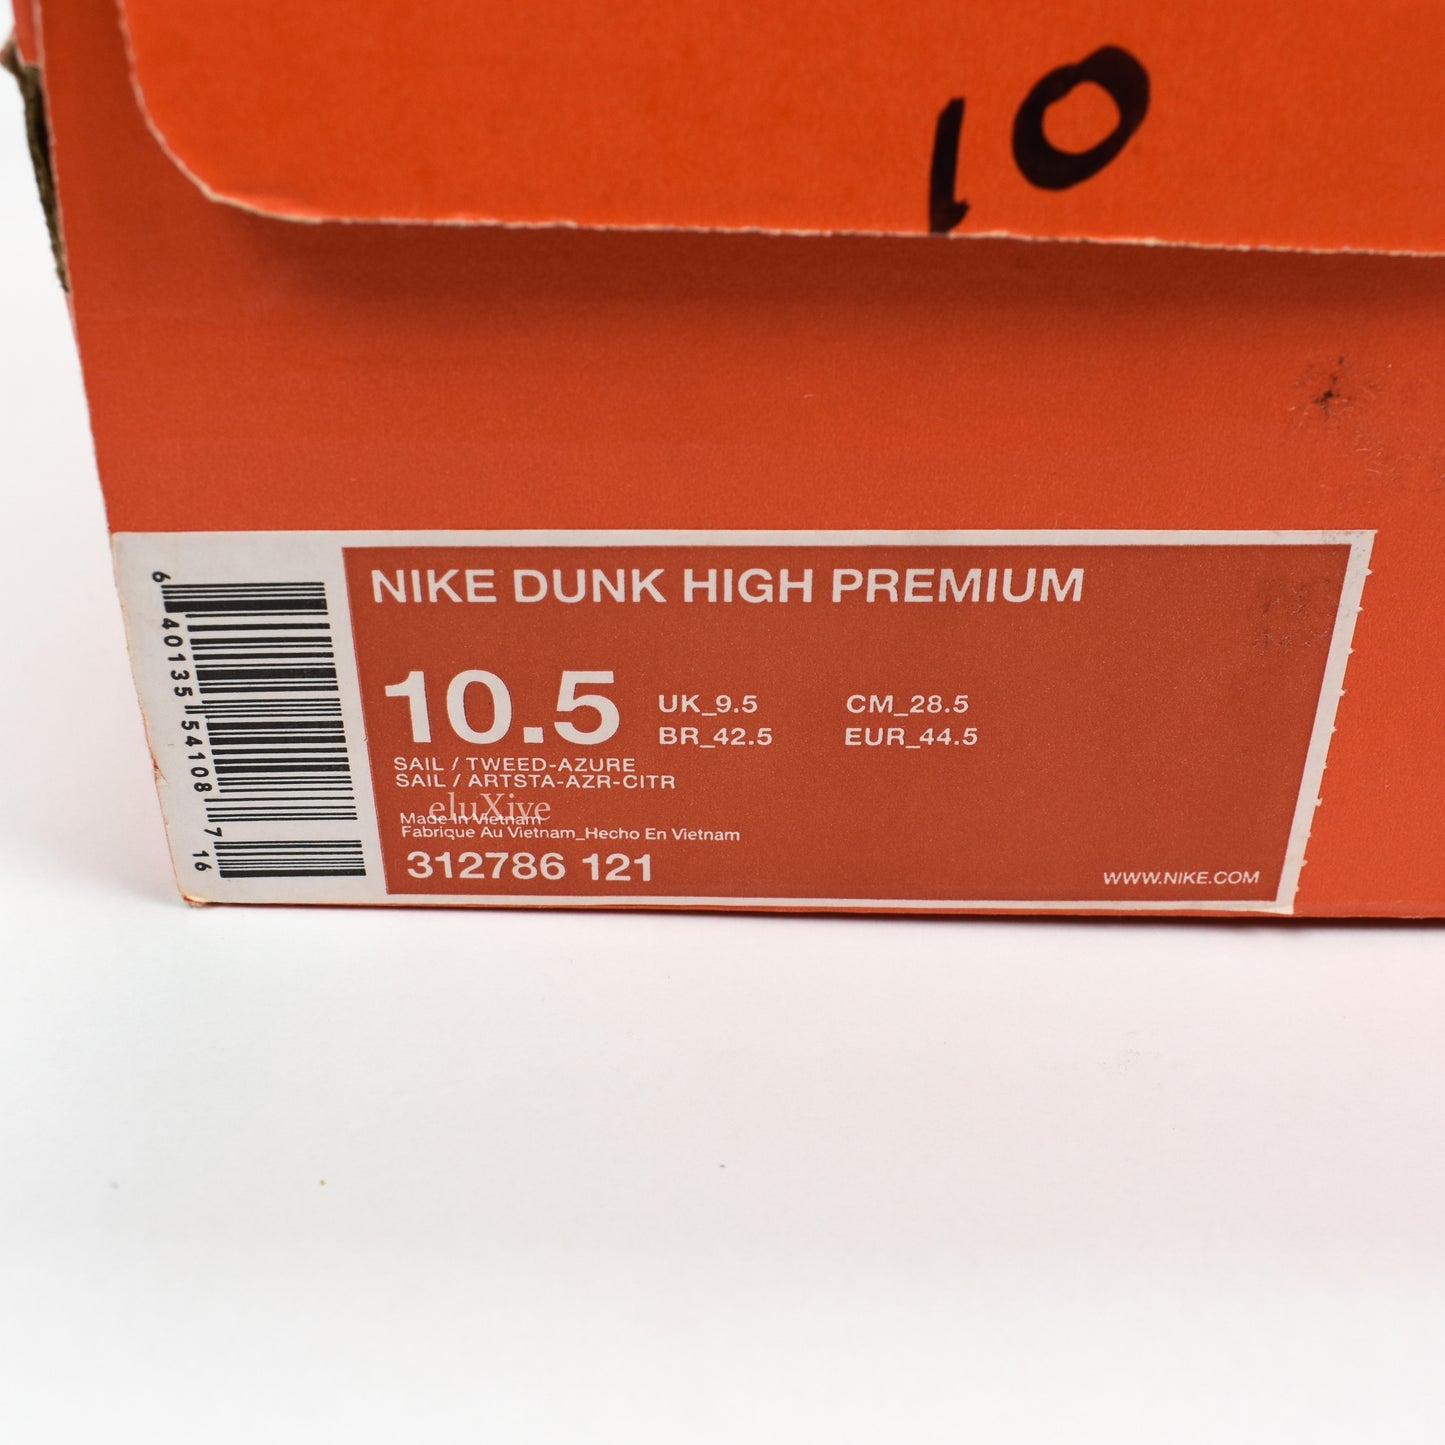 10
NIKE DUNK HIGH PREMIUM
10.5
UK_9.5 CM_28.5
BR_42.5 EUR_44.5
SAIL / TWEED-AZURE
SAIL / ARTSTA-AZR-CITR
eluXive
Made In Vietnam
Fabrique Au Vietnam_Hecho En Vietnam
312786 121
WWW.NIKE.COM
6 40135 54108 7 16